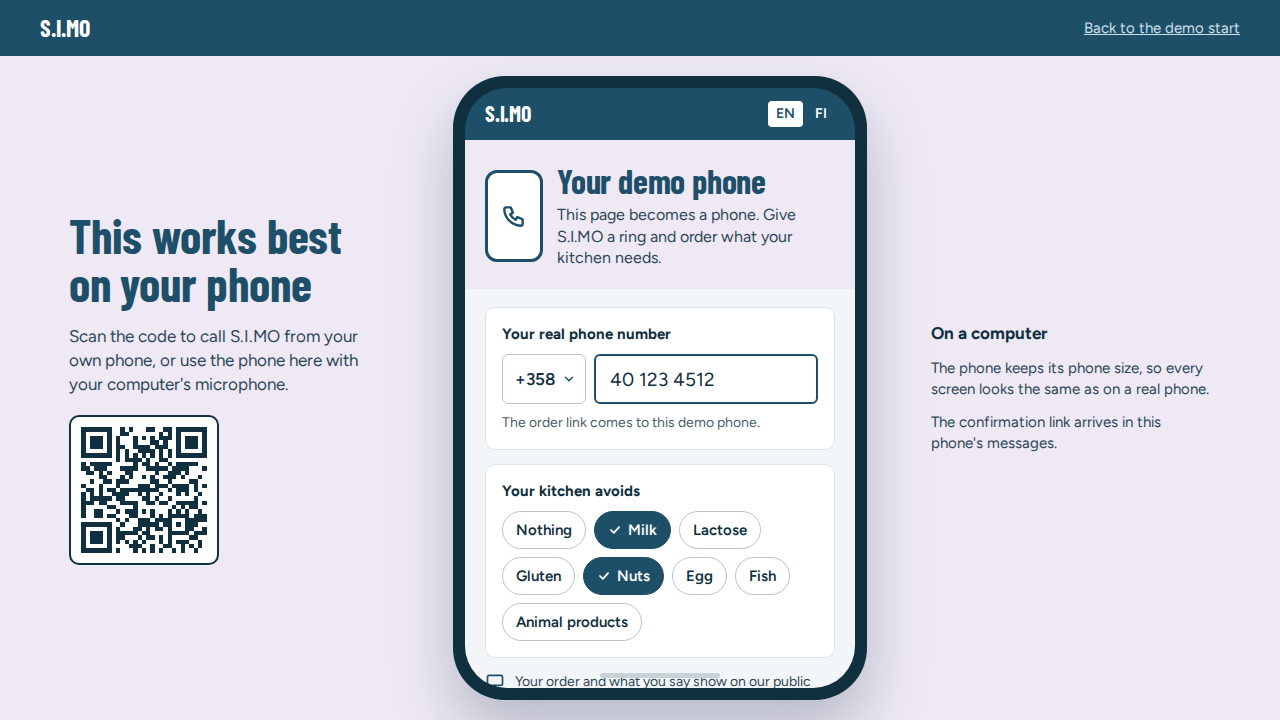 S.I.MO
Back to the demo start
This works best
on your phone
Scan the code to call S.I.MO from your
own phone, or use the phone here with
your computer's microphone.
S.I.MO
EN FI
Your demo phone
This page becomes a phone. Give
S.I.MO a ring and order what your
kitchen needs.
Your real phone number
+358 40 123 4512
The order link comes to this demo phone.
Your kitchen avoids
Nothing Milk Lactose
Gluten Nuts Egg Fish
Animal products
Your order and what you say show on our public
On a computer
The phone keeps its phone size, so every
screen looks the same as on a real phone.
The confirmation link arrives in this
phone's messages.